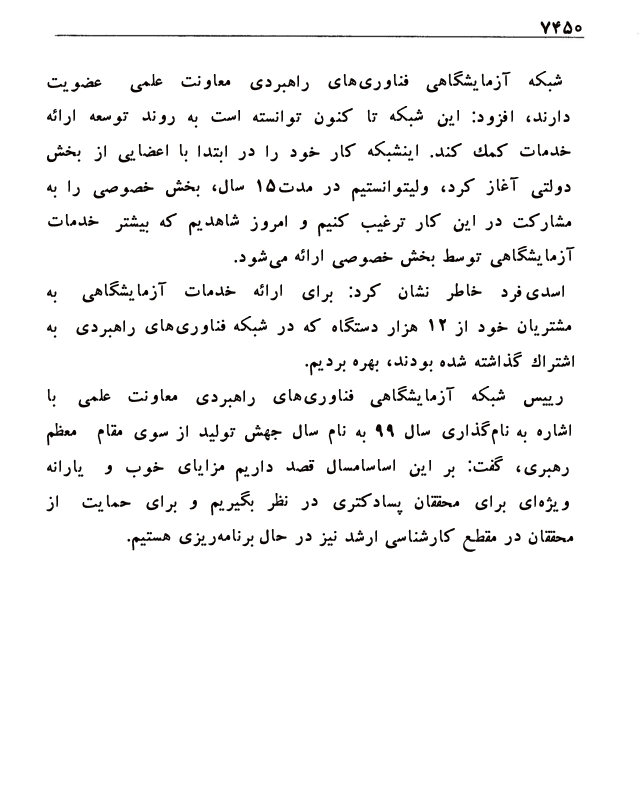 ۷۴۵۰
شبکه آزمایشگاهی فناوری‌های راهبردی معاونت علمی عضویت
دارند، افزود: این شبکه تا کنون توانسته است به روند توسعه ارائه
خدمات کمك کند. اینشبکه کار خود را در ابتدا با اعضایی از بخش
دولتی آغاز کرد، ولیتوانستیم در مدت۱۵ سال، بخش خصوصی را به
مشارکت در این کار ترغیب کنیم و امروز شاهدیم که بیشتر خدمات
آزمایشگاهی توسط بخش خصوصی ارائه می‌شود.
اسدی‌فرد خاطر نشان کرد: برای ارائه خدمات آزمایشگاهی به
مشتریان خود از ۱۲ هزار دستگاه که در شبکه فناوری‌های راهبردی به
اشتراك گذاشته شده بودند، بهره بردیم.
رییس شبکه آزمایشگاهی فناوری‌های راهبردی معاونت علمی با
اشاره به نام‌گذاری سال ۹۹ به نام سال جهش تولید از سوی مقام معظم
رهبری، گفت: بر این اساسامسال قصد داریم مزایای خوب و یارانه
ویژه‌ای برای محققان پسادکتری در نظر بگیریم و برای حمایت از
محققان در مقطع کارشناسی ارشد نیز در حال برنامه‌ریزی هستیم.